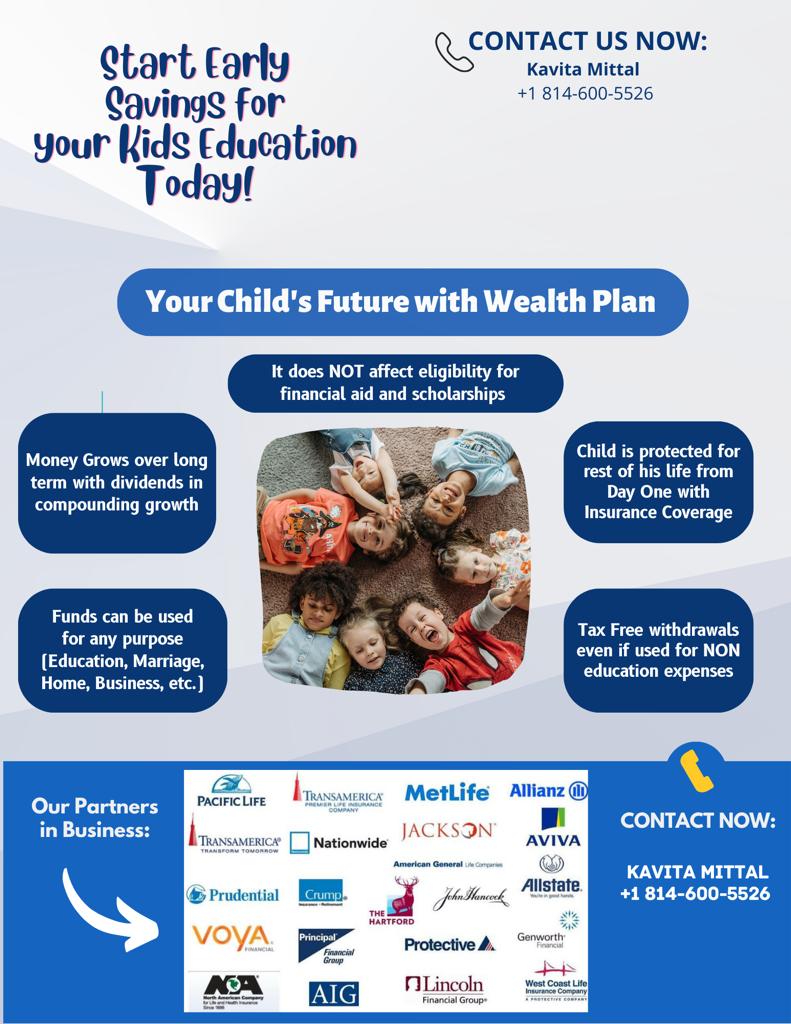 Start Early
Savings for
your Kids Education
Today!
CONTACT US NOW:
Kavita Mittal
+1 814-600-5526
Your Child's Future with Wealth Plan
It does NOT affect eligibility for
financial aid and scholarships
Money Grows over long
term with dividends in
compounding growth
Child is protected for
rest of his life from
Day One with
Insurance Coverage
Funds can be used
for any purpose
(Education, Marriage,
Home, Business, etc.)
Tax Free withdrawals
even if used for NON
education expenses
Our Partners
in Business:
PACIFIC LIFE
TRANSAMERICA®
PREMIER LIFE INSURANCE
COMPANY
MetLife®
Allianz
TRANSAMERICA®
TRANSFORM TOMORROW
Nationwide®
JACKSON®
AVIVA
American General Life Companies
Prudential
Crump®
Insurance • Retirement
THE
HARTFORD
John Hancock
Allstate.
You're in good hands.
VOYA
FINANCIAL
Principal®
Financial
Group
Protective
Genworth
Financial
NA
North American Company
for Life and Health Insurance
Since 1886
AIG
Lincoln
Financial Group®
West Coast Life
Insurance Company
A PROTECTIVE COMPANY
CONTACT NOW:
KAVITA MITTAL
+1 814-600-5526